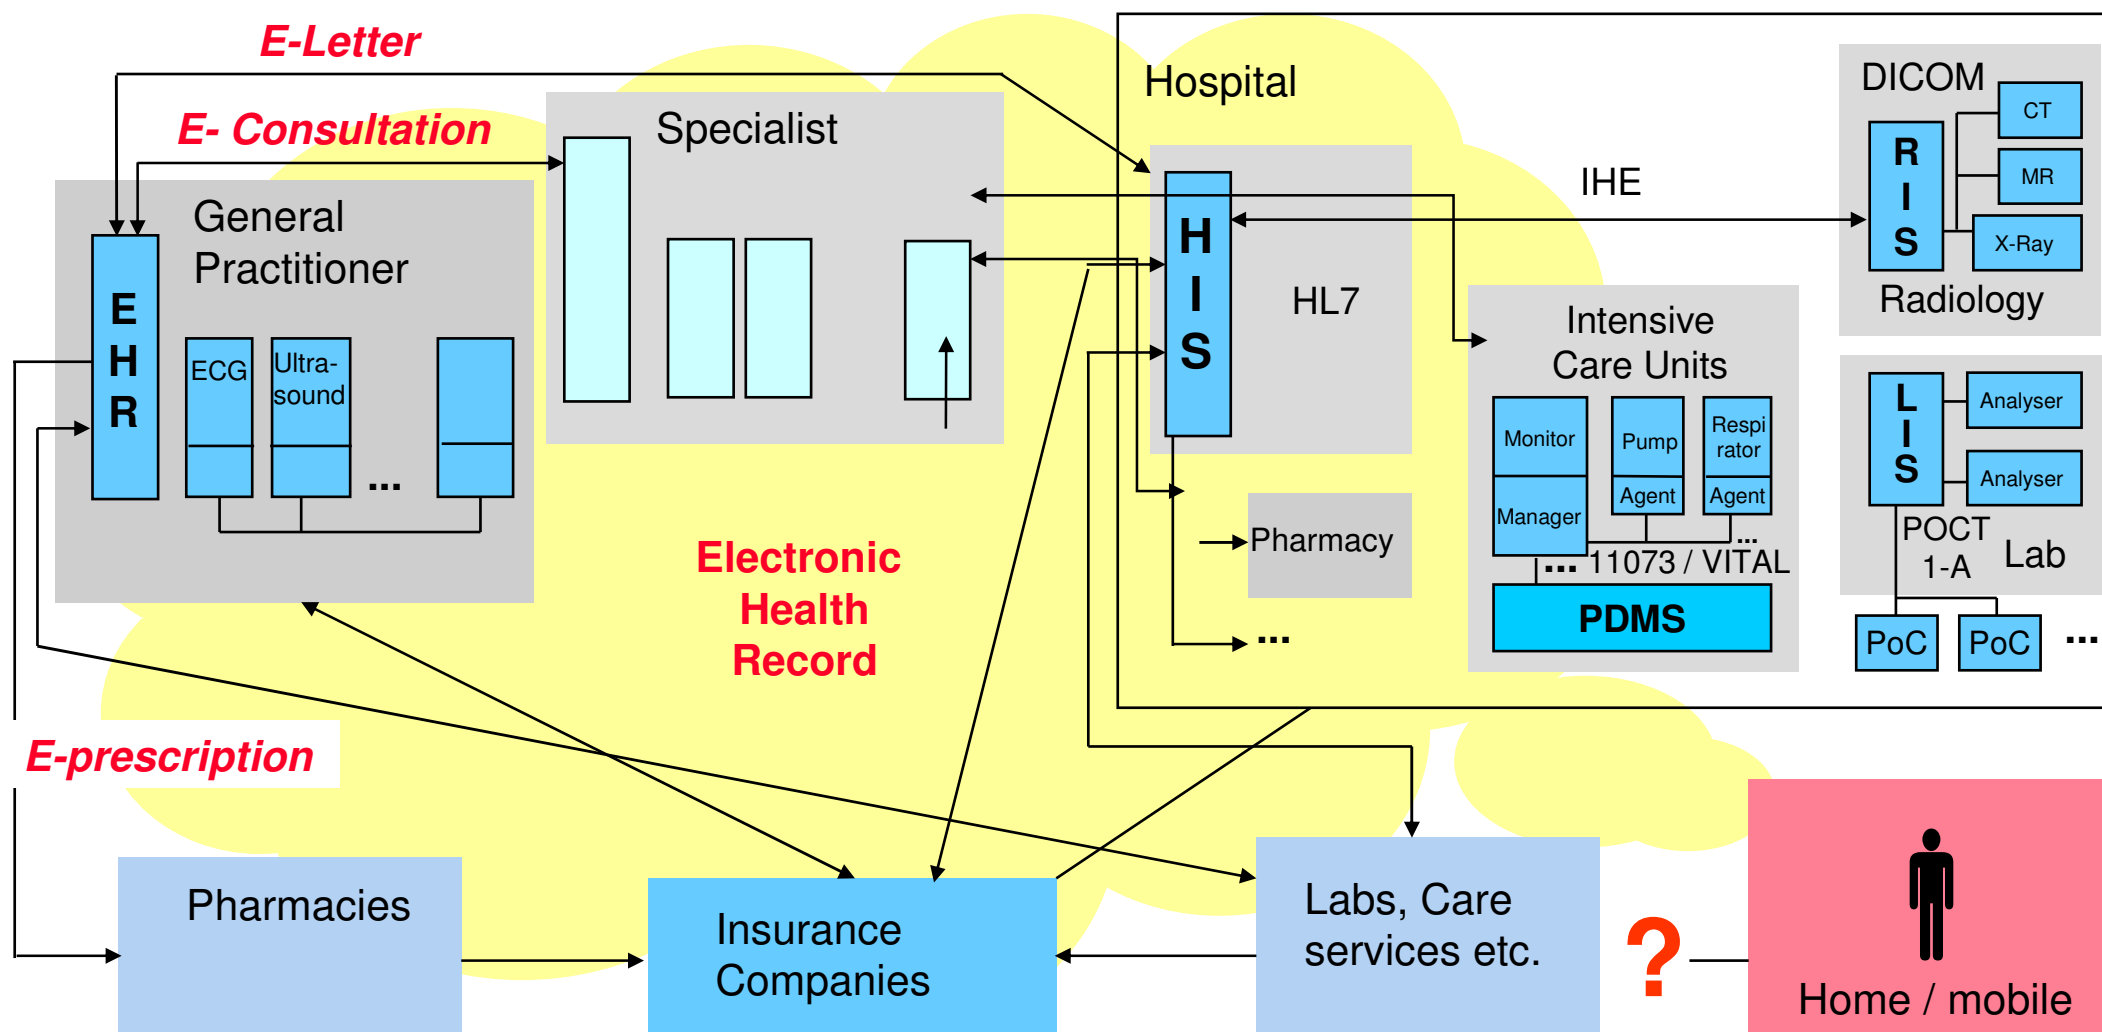 E-Letter
E- Consultation
General
Practitioner
E
H
R
ECG
Ultra-
sound
...
Specialist
Hospital
H
I
S
HL7
IHE
DICOM
R
I
S
CT
MR
X-Ray
Radiology
Intensive
Care Units
Monitor
Manager
Pump
Agent
Respi
rator
Agent
...
... 11073 / VITAL
PDMS
L
I
S
Analyser
Analyser
POCT
1-A
Lab
PoC
PoC
...
Pharmacy
...
Electronic
Health
Record
E-prescription
Pharmacies
Insurance
Companies
Labs, Care
services etc.
?
Home / mobile